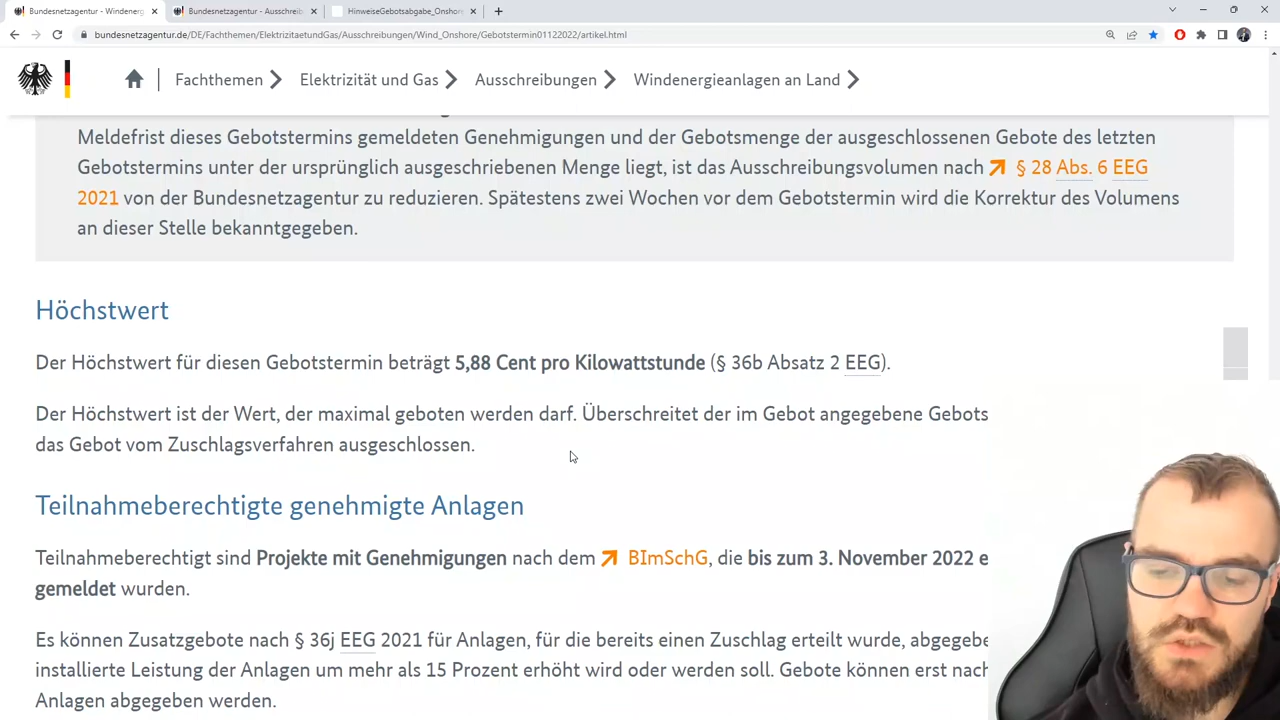 Bundesnetzagentur - Windenerg
Bundesnetzagentur - Ausschreib
HinweiseGebotsabgabe_Onshor
bundesnetzagentur.de/DE/Fachthemen/ElektrizitaetundGas/Ausschreibungen/Wind_Onshore/Gebotstermin01122022/artikel.html
Fachthemen
Elektrizität und Gas
Ausschreibungen
Windenergieanlagen an Land
Meldefrist dieses Gebotstermins gemeldeten Genehmigungen und der Gebotsmenge der ausgeschlossenen Gebote des letzten
Gebotstermins unter der ursprünglich ausgeschriebenen Menge liegt, ist das Ausschreibungsvolumen nach § 28 Abs. 6 EEG
2021 von der Bundesnetzagentur zu reduzieren. Spätestens zwei Wochen vor dem Gebotstermin wird die Korrektur des Volumens
an dieser Stelle bekanntgegeben.
Höchstwert
Der Höchstwert für diesen Gebotstermin beträgt 5,88 Cent pro Kilowattstunde (§ 36b Absatz 2 EEG).
Der Höchstwert ist der Wert, der maximal geboten werden darf. Überschreitet der im Gebot angegebene Gebots
das Gebot vom Zuschlagsverfahren ausgeschlossen.
Teilnahmeberechtigte genehmigte Anlagen
Teilnahmeberechtigt sind Projekte mit Genehmigungen nach dem BImSchG, die bis zum 3. November 2022 e
gemeldet wurden.
Es können Zusatzgebote nach § 36j EEG 2021 für Anlagen, für die bereits einen Zuschlag erteilt wurde, abgegebe
installierte Leistung der Anlagen um mehr als 15 Prozent erhöht wird oder werden soll. Gebote können erst nach
Anlagen abgegeben werden.